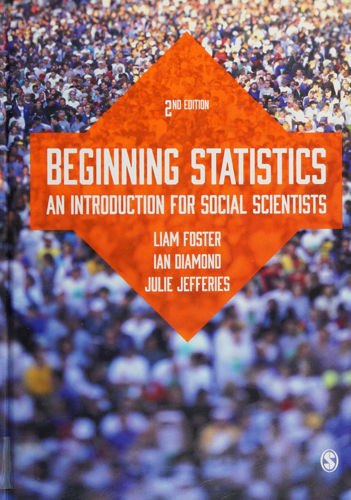 2ND EDITION
BEGINNING STATISTICS
AN INTRODUCTION FOR SOCIAL SCIENTISTS
LIAM FOSTER
IAN DIAMOND
JULIE JEFFERIES
S